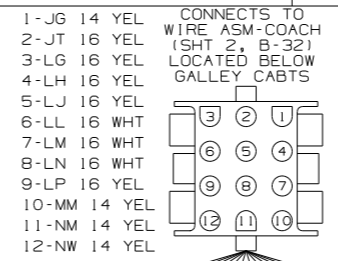 1-JG 14 YEL
2-JT 16 YEL
3-LG 16 YEL
4-LH 16 YEL
5-LJ 16 YEL
6-LL 16 WHT
7-LM 16 WHT
8-LN 16 WHT
9-LP 16 YEL
10-MM 14 YEL
11-NM 14 YEL
12-NW 14 YEL
CONNECTS TO
WIRE ASM-COACH
(SHT 2, B-32)
LOCATED BELOW
GALLEY CABTS
3 2 1
6 5 4
9 8 7
12 11 10